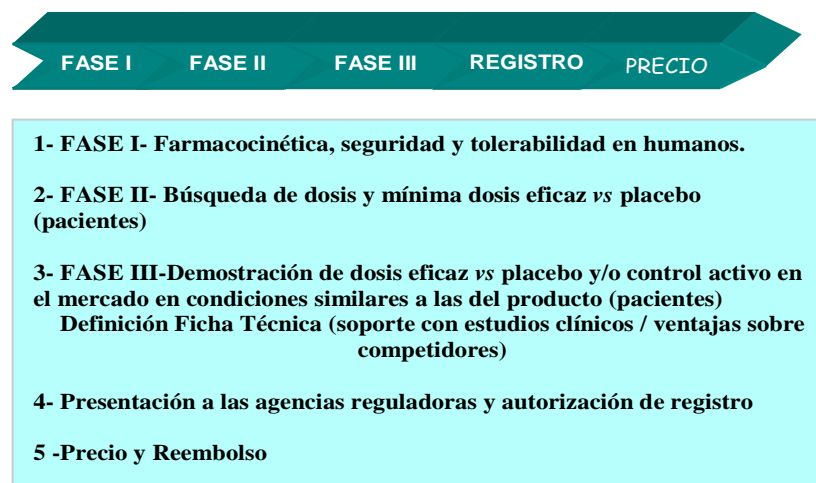 FASE I FASE II FASE III REGISTRO PRECIO
1- FASE I- Farmacocinética, seguridad y tolerabilidad en humanos.
2- FASE II- Búsqueda de dosis y mínima dosis eficaz vs placebo
(pacientes)
3- FASE III-Demostración de dosis eficaz vs placebo y/o control activo en
el mercado en condiciones similares a las del producto (pacientes)
Definición Ficha Técnica (soporte con estudios clínicos / ventajas sobre
competidores)
4- Presentación a las agencias reguladoras y autorización de registro
5 -Precio y Reembolso